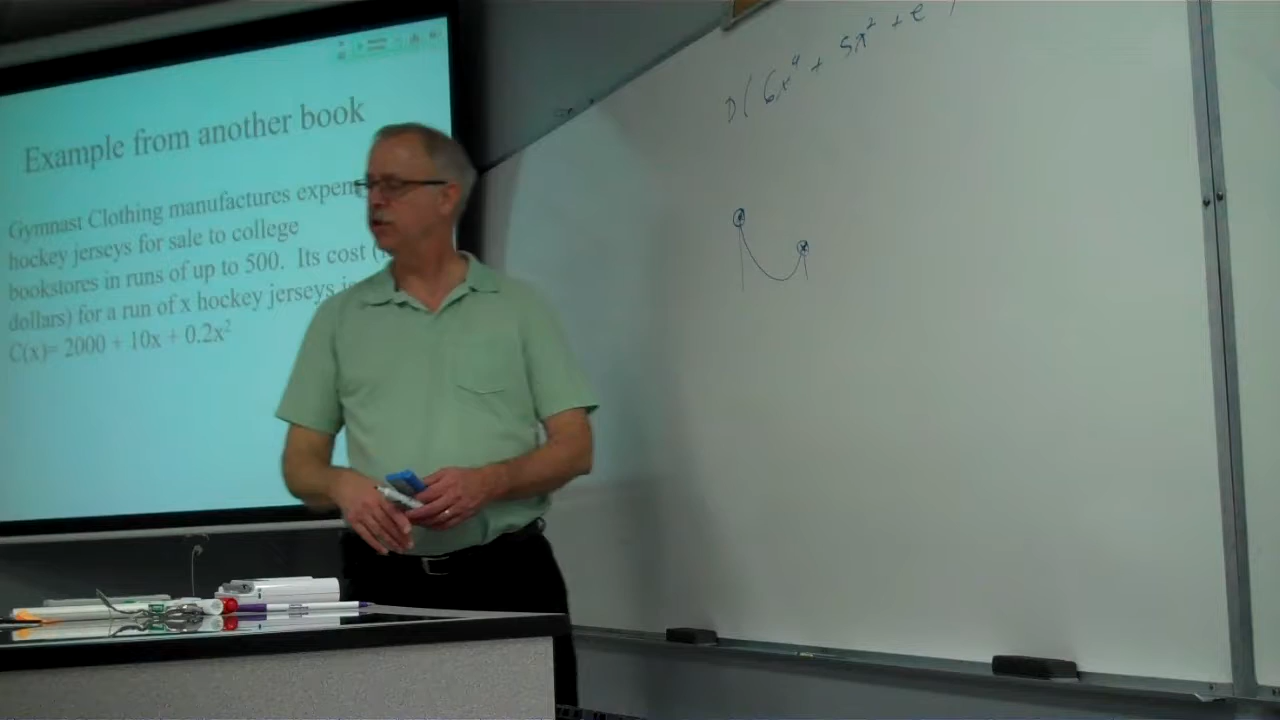 Example from another book
Gymnast Clothing manufactures expen
hockey jerseys for sale to college
bookstores in runs of up to 500. Its cost (
dollars) for a run of x hockey jerseys i
C(x)= 2000 + 10x + 0.2x²
D(6x⁴ + 5x² + e